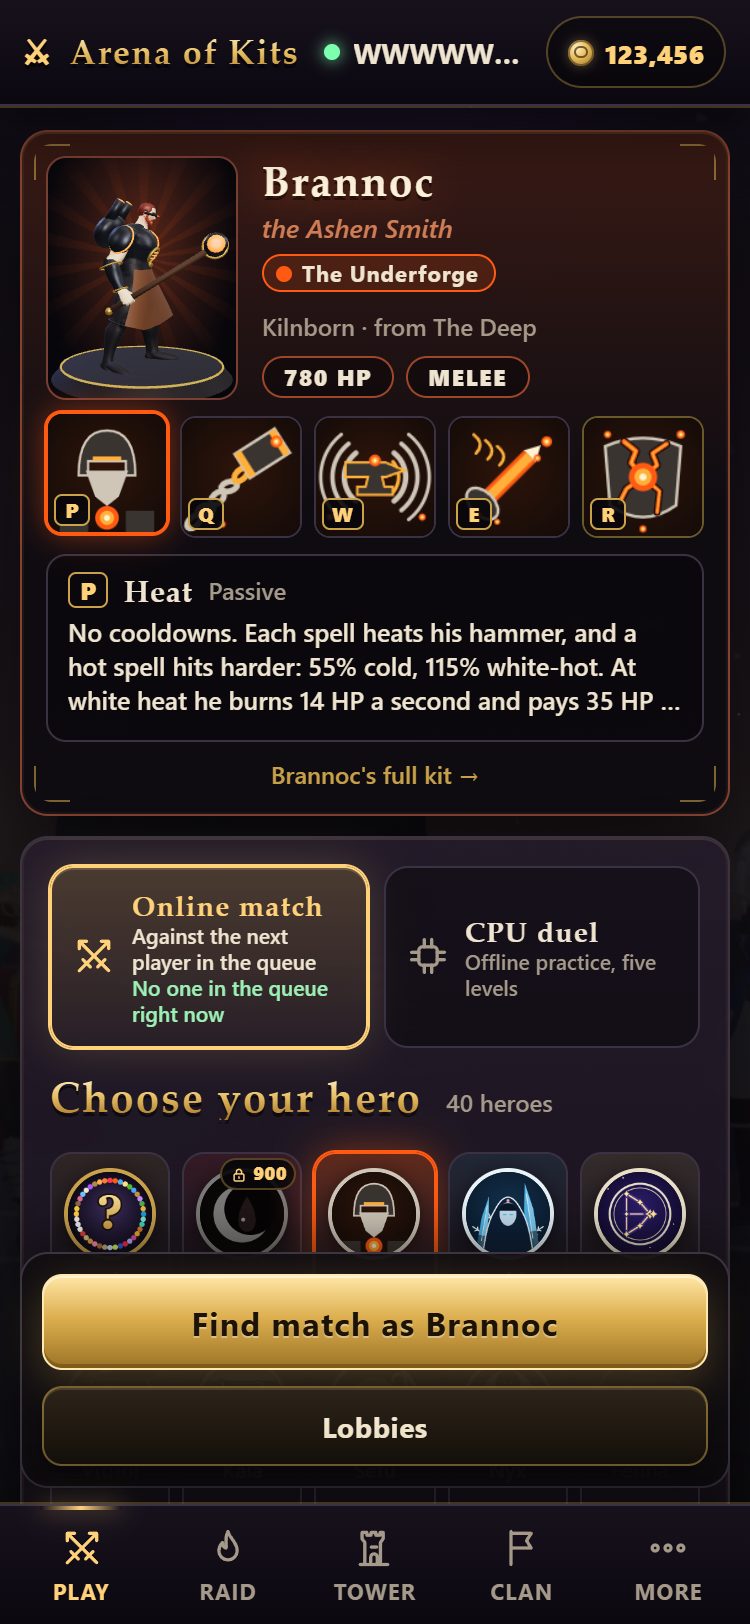 Arena of Kits
WWWWW...
123,456
Brannoc
the Ashen Smith
The Underforge
Kilnborn · from The Deep
780 HP
MELEE
P
Q
W
E
R
P Heat Passive
No cooldowns. Each spell heats his hammer, and a
hot spell hits harder: 55% cold, 115% white-hot. At
white heat he burns 14 HP a second and pays 35 HP ...
Brannoc's full kit →
Online match
Against the next
player in the queue
No one in the queue
right now
CPU duel
Offline practice, five
levels
Choose your hero
40 heroes
?
900
Find match as Brannoc
Lobbies
PLAY
RAID
TOWER
CLAN
MORE